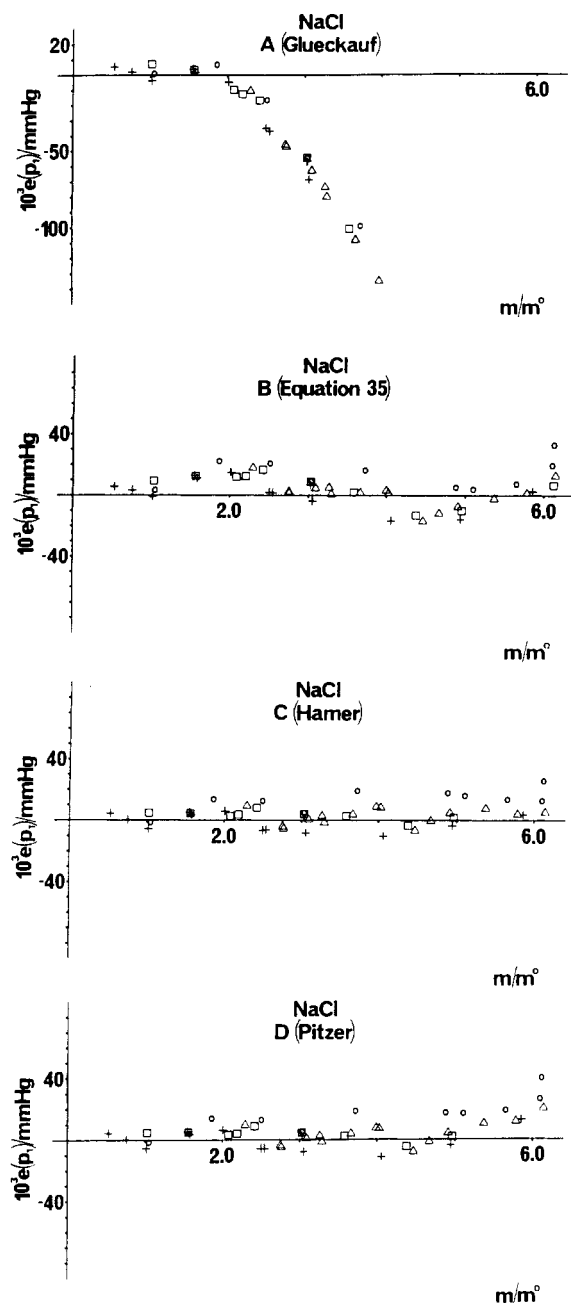 NaCl
A (Glueckauf)
20
6.0
-50
-100
10³e(p₁)/mmHg
m/m°
NaCl
B (Equation 35)
40
2.0
6.0
-40
10³e(p₁)/mmHg
m/m°
NaCl
C (Hamer)
40
2.0
6.0
-40
10³e(p₁)/mmHg
m/m°
NaCl
D (Pitzer)
40
2.0
6.0
-40
10³e(p₁)/mmHg
m/m°